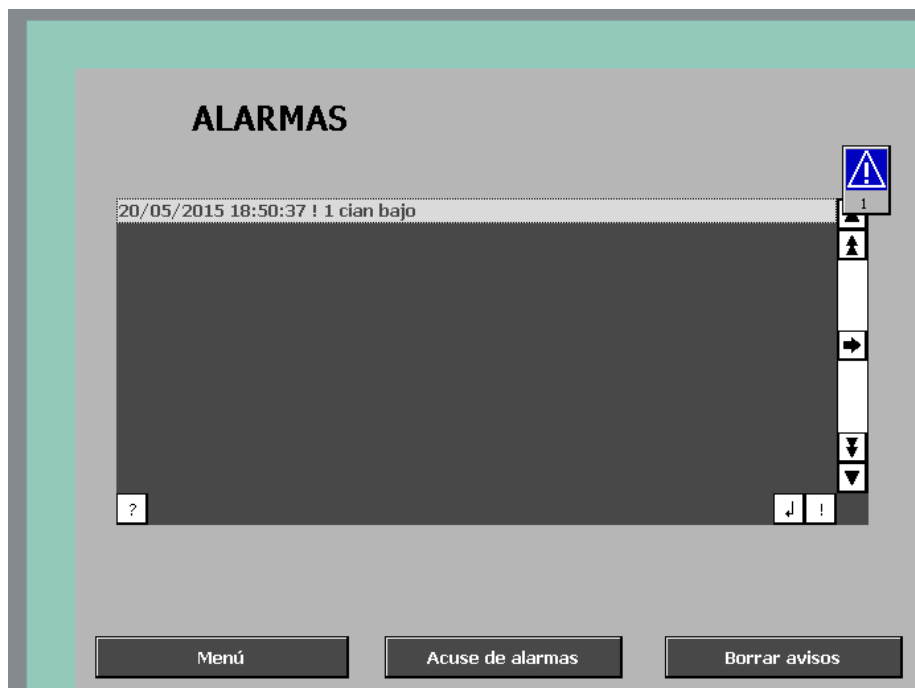 ALARMAS
1
20/05/2015 18:50:37 ! 1 cian bajo
? !
Menú Acuse de alarmas Borrar avisos